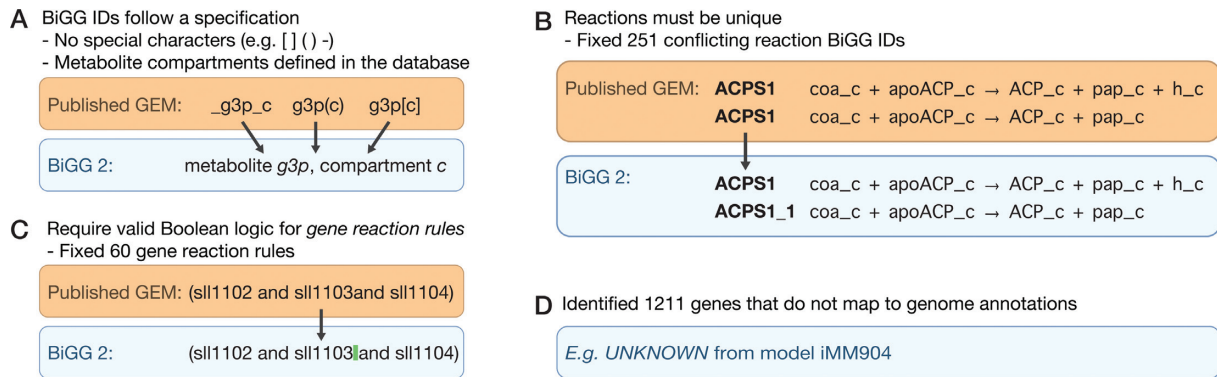 A BiGG IDs follow a specification
- No special characters (e.g. [ ] ( ) -)
- Metabolite compartments defined in the database
Published GEM: _g3p_c g3p(c) g3p[c]
BiGG 2: metabolite g3p, compartment c
B Reactions must be unique
- Fixed 251 conflicting reaction BiGG IDs
Published GEM: ACPS1 coa_c + apoACP_c → ACP_c + pap_c + h_c
ACPS1 coa_c + apoACP_c → ACP_c + pap_c
BiGG 2: ACPS1 coa_c + apoACP_c → ACP_c + pap_c + h_c
ACPS1_1 coa_c + apoACP_c → ACP_c + pap_c
C Require valid Boolean logic for gene reaction rules
- Fixed 60 gene reaction rules
Published GEM: (sll1102 and sll1103and sll1104)
BiGG 2: (sll1102 and sll1103 and sll1104)
D Identified 1211 genes that do not map to genome annotations
E.g. UNKNOWN from model iMM904